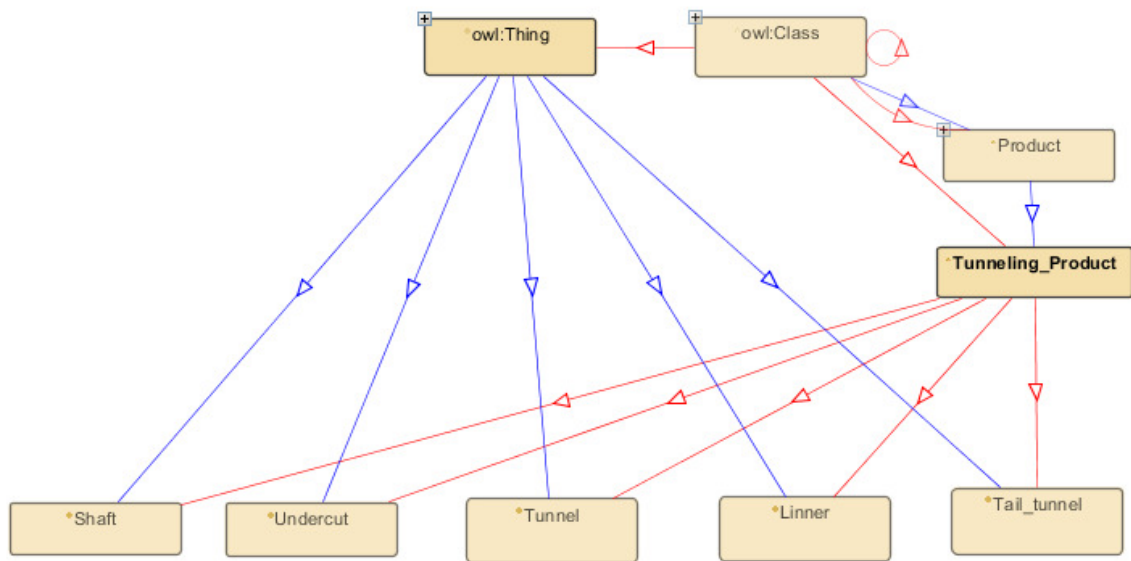 owl:Thing
owl:Class
Product
Tunneling_Product
Shaft
Undercut
Tunnel
Linner
Tail_tunnel